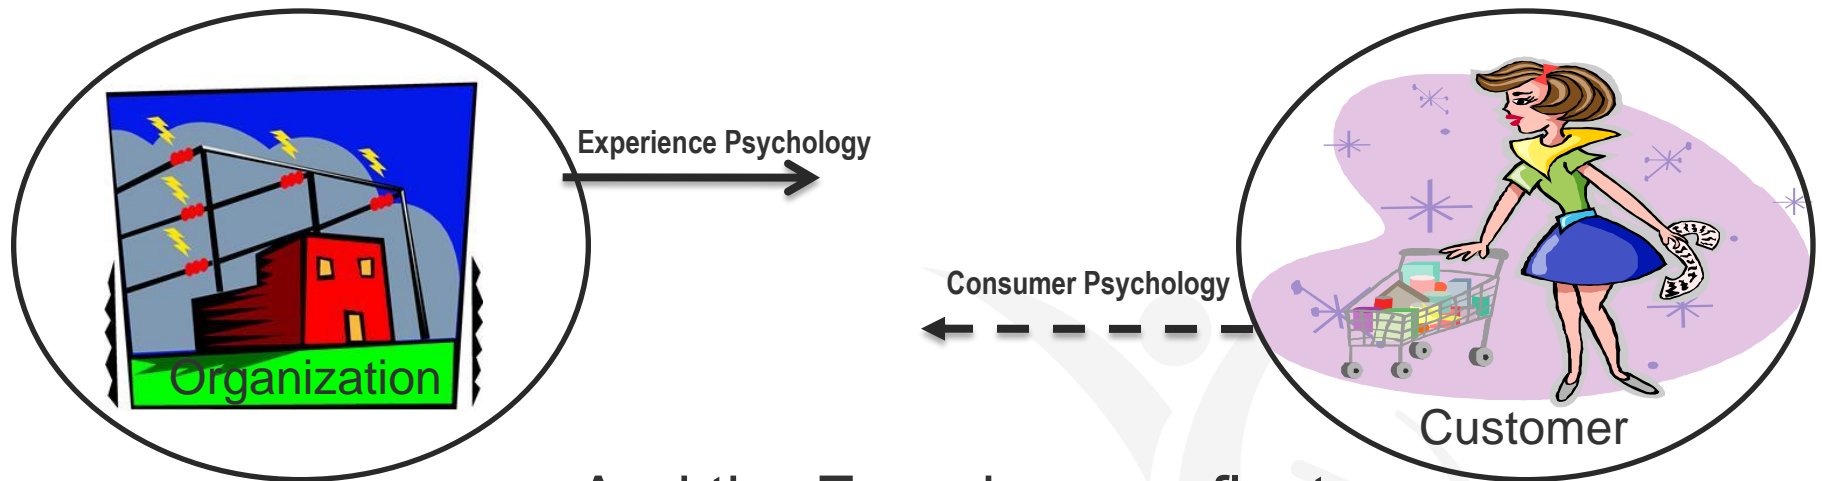 Experience Psychology
Consumer Psychology
Organization
Customer